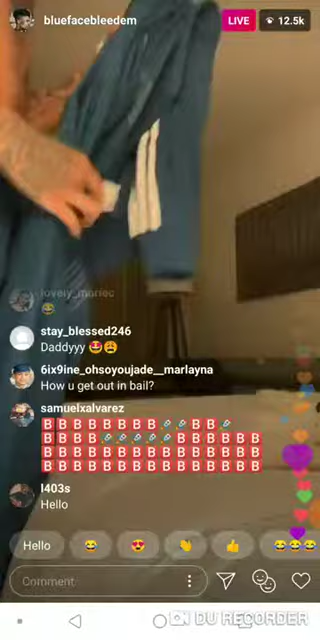 bluefacebleedem
LIVE
12.5k
lovely_mariec
😂
stay_blessed246
Daddyyy 🤩😩
6ix9ine_ohsoyoujade__marlayna
How u get out in bail?
samuelxalvarez
l403s
Hello
Hello 😂 😍 👏 👍 😂😂😂
Comment
DU RECORDER